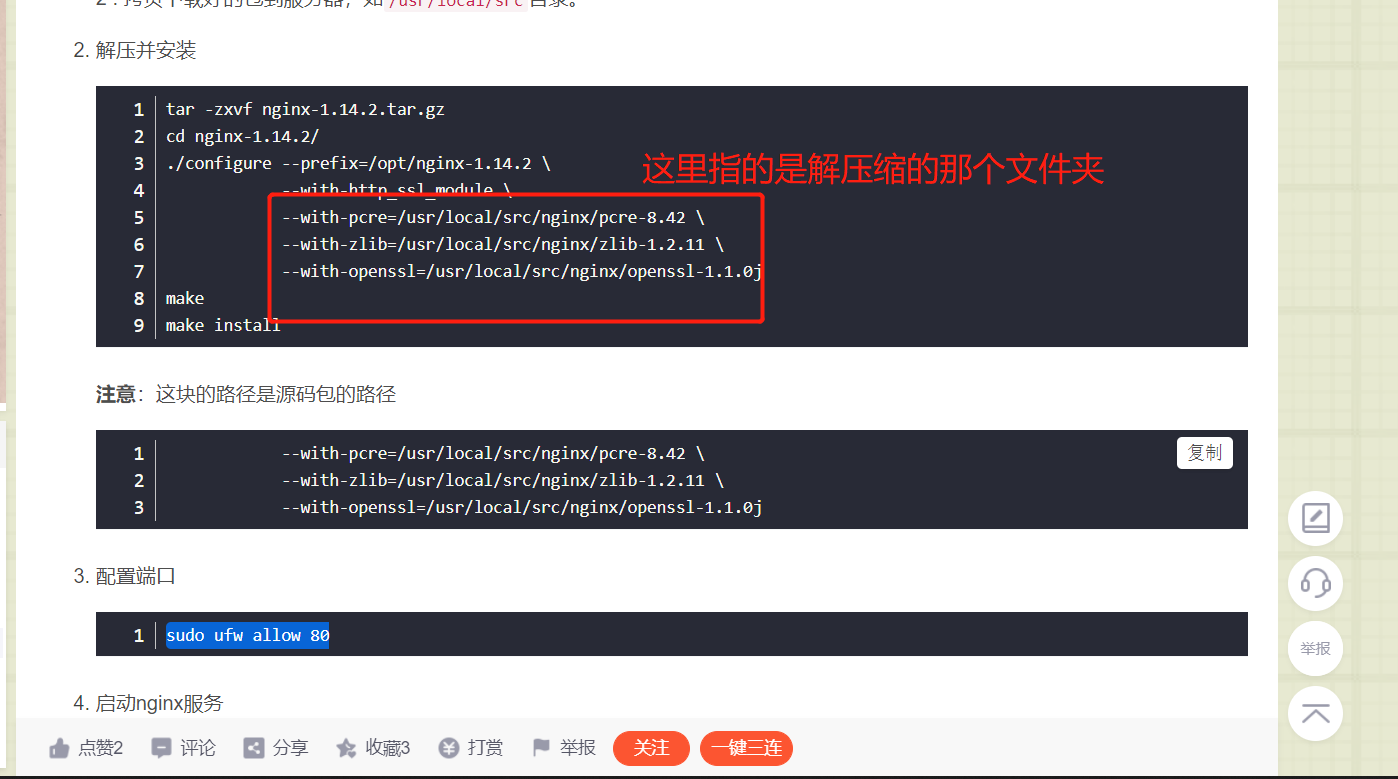 2 . 拷贝下载好的包到服务器，如 /usr/local/src 目录。
2. 解压并安装
1 tar -zxvf nginx-1.14.2.tar.gz
2 cd nginx-1.14.2/
3 ./configure --prefix=/opt/nginx-1.14.2 \
这里指的是解压缩的那个文件夹
4 --with-http_ssl_module \
5 --with-pcre=/usr/local/src/nginx/pcre-8.42 \
6 --with-zlib=/usr/local/src/nginx/zlib-1.2.11 \
7 --with-openssl=/usr/local/src/nginx/openssl-1.1.0j
8 make
9 make install
注意：这块的路径是源码包的路径
复制
1 --with-pcre=/usr/local/src/nginx/pcre-8.42 \
2 --with-zlib=/usr/local/src/nginx/zlib-1.2.11 \
3 --with-openssl=/usr/local/src/nginx/openssl-1.1.0j
3. 配置端口
1 sudo ufw allow 80
举报
4. 启动nginx服务
点赞2 评论 分享 收藏3 打赏 举报 关注 一键三连